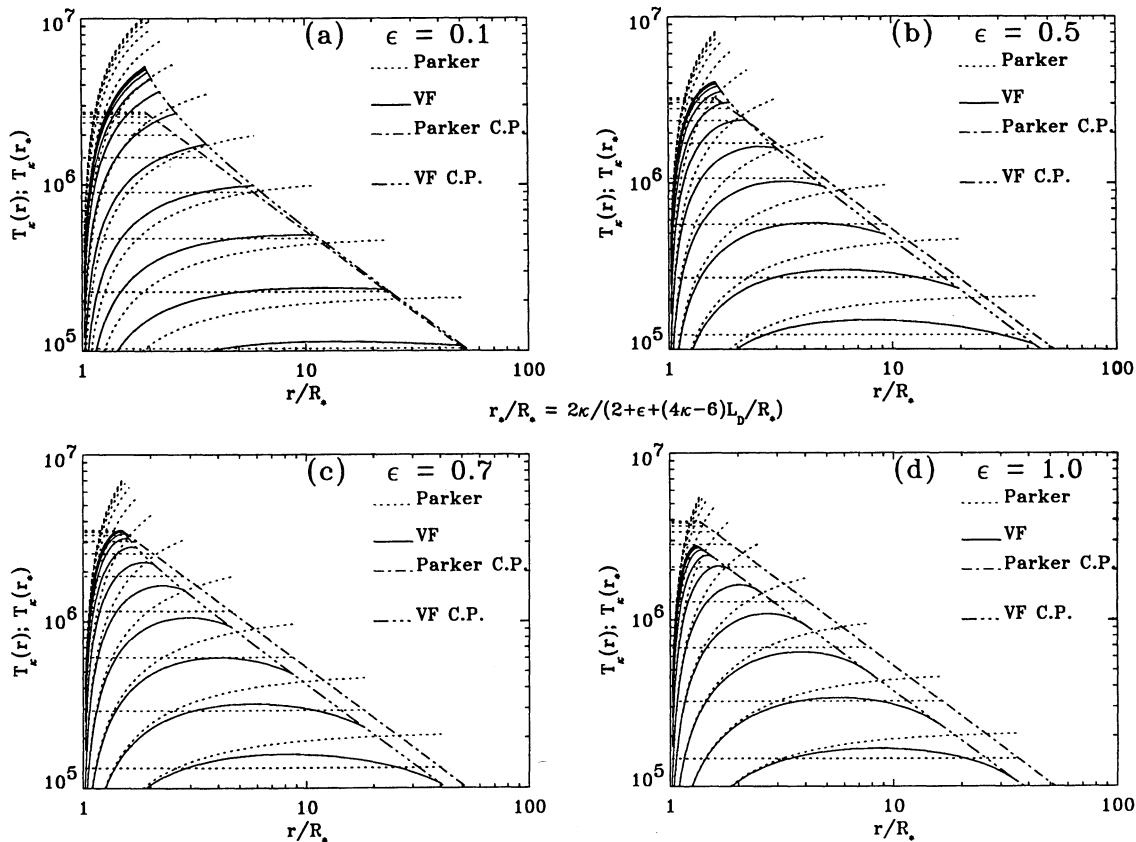 (a) ϵ = 0.1
Parker
VF
Parker C.P.
VF C.P.
10⁷
10⁶
10⁵
T_κ(r); T_κ(r_*)
1 10 100
r/R_*
(b) ϵ = 0.5
Parker
VF
Parker C.P.
VF C.P.
10⁷
10⁶
10⁵
T_κ(r); T_κ(r_*)
1 10 100
r/R_*
r_*/R_* = 2κ/(2+ϵ+(4κ−6)L_D/R_*)
(c) ϵ = 0.7
Parker
VF
Parker C.P.
VF C.P.
10⁷
10⁶
10⁵
T_κ(r); T_κ(r_*)
1 10 100
r/R_*
(d) ϵ = 1.0
Parker
VF
Parker C.P.
VF C.P.
10⁷
10⁶
10⁵
T_κ(r); T_κ(r_*)
1 10 100
r/R_*